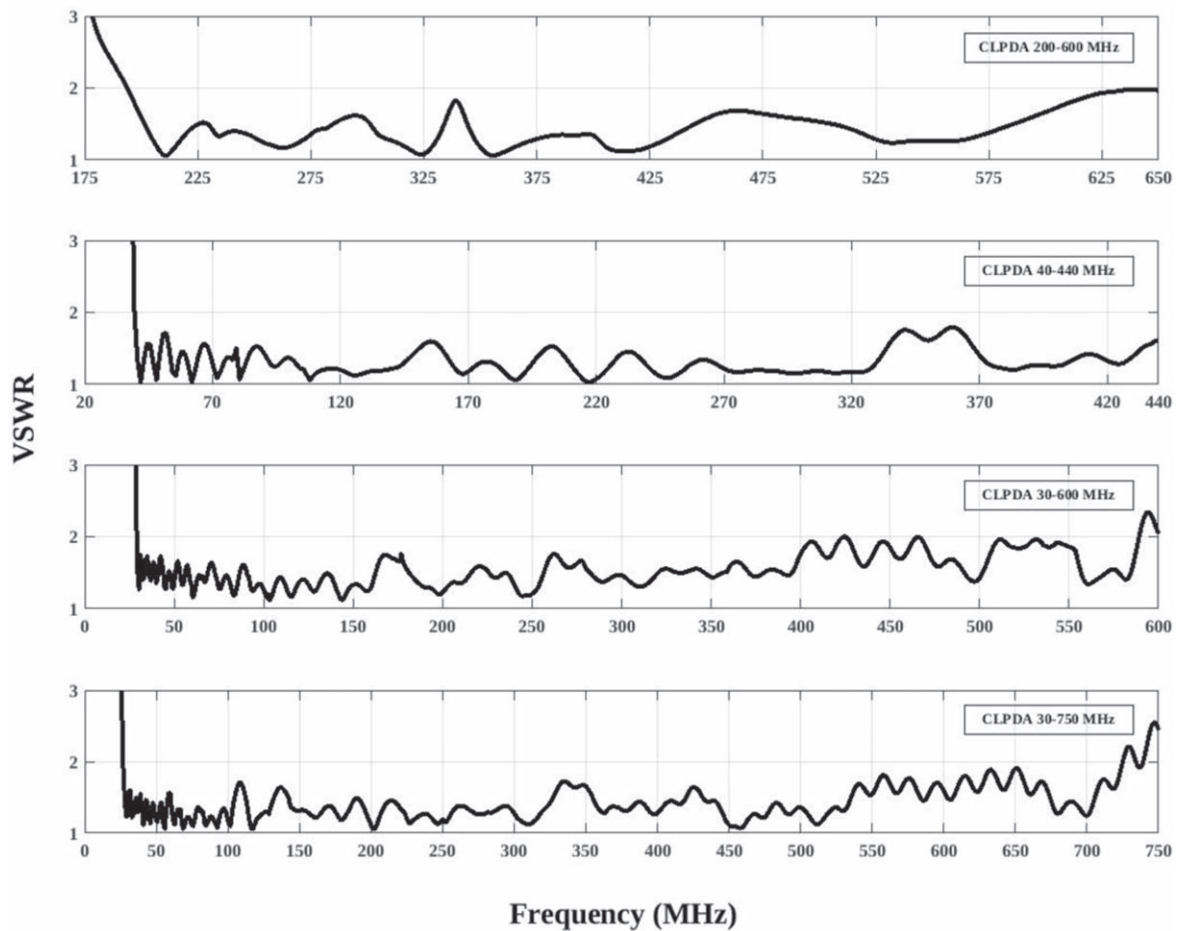 3
CLPDA 200-600 MHz
2
1
175 225 275 325 375 425 475 525 575 625 650
3
CLPDA 40-440 MHz
2
1
20 70 120 170 220 270 320 370 420 440
VSWR
3
CLPDA 30-600 MHz
2
1
0 50 100 150 200 250 300 350 400 450 500 550 600
3
CLPDA 30-750 MHz
2
1
0 50 100 150 200 250 300 350 400 450 500 550 600 650 700 750
Frequency (MHz)